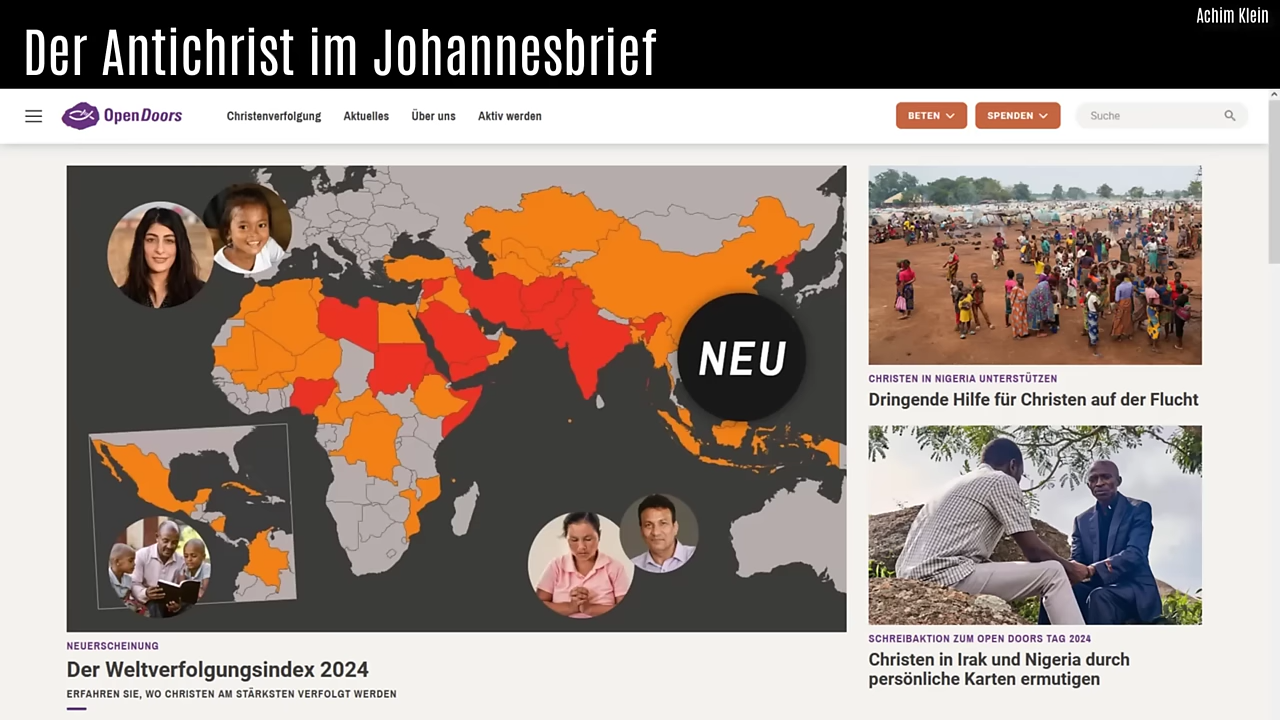 Achim Klein
Der Antichrist im Johannesbrief
OpenDoors
Christenverfolgung Aktuelles Über uns Aktiv werden
BETEN SPENDEN Suche
NEU
NEUERSCHEINUNG
Der Weltverfolgungsindex 2024
ERFAHREN SIE, WO CHRISTEN AM STÄRKSTEN VERFOLGT WERDEN
CHRISTEN IN NIGERIA UNTERSTÜTZEN
Dringende Hilfe für Christen auf der Flucht
SCHREIBAKTION ZUM OPEN DOORS TAG 2024
Christen in Irak und Nigeria durch
persönliche Karten ermutigen